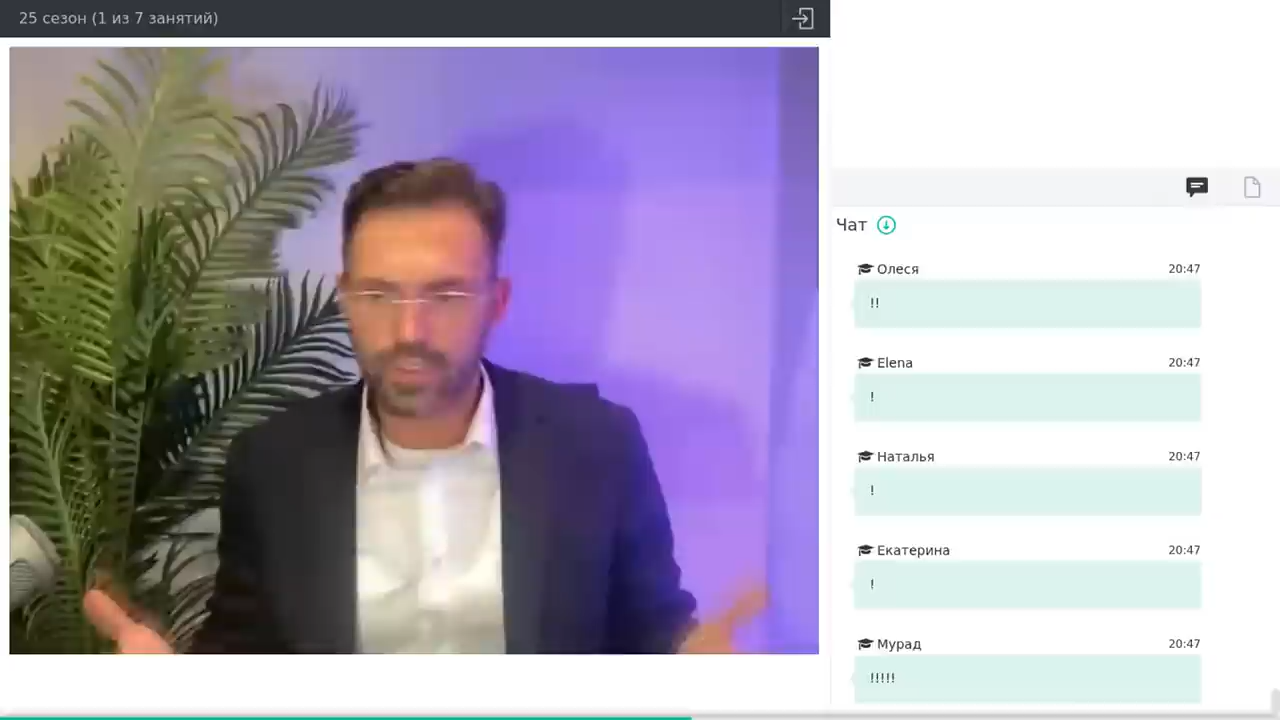 25 сезон (1 из 7 занятий)
Чат
Олеся 20:47
!!
Elena 20:47
!
Наталья 20:47
!
Екатерина 20:47
!
Мурад 20:47
!!!!!